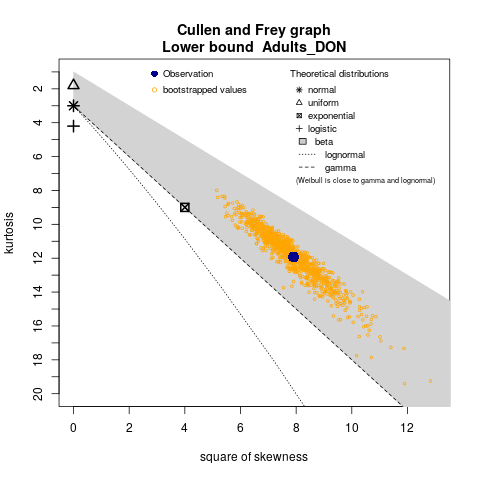 Cullen and Frey graph
Lower bound  Adults_DON
Observation
bootstrapped values
Theoretical distributions
normal
uniform
exponential
logistic
beta
lognormal
gamma
(Weibull is close to gamma and lognormal)
kurtosis
2
4
6
8
10
12
14
16
18
20
0
2
4
6
8
10
12
square of skewness